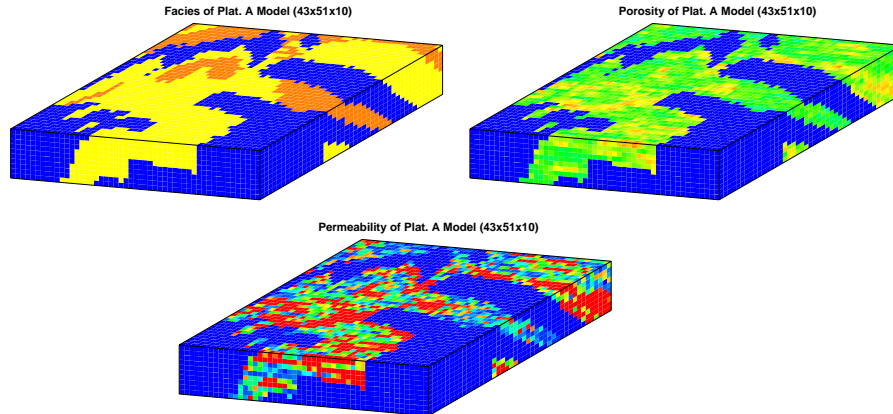 Facies of Plat. A Model (43x51x10)
Porosity of Plat. A Model (43x51x10)
Permeability of Plat. A Model (43x51x10)